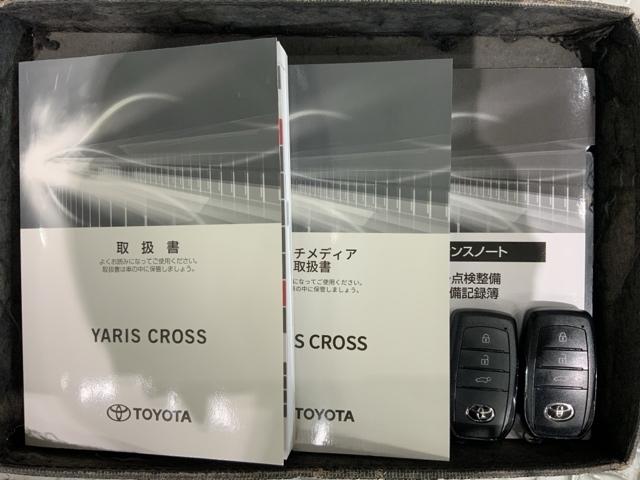 取扱書
よくお読みになってご使用ください。
取扱書は車の中に保管しましょう。
YARIS CROSS
TOYOTA
チメディア
取扱書
になってご使用ください。
車の中に保管しましょう。
S CROSS
TOYOTA
ンスノート
点検整備
備記録簿